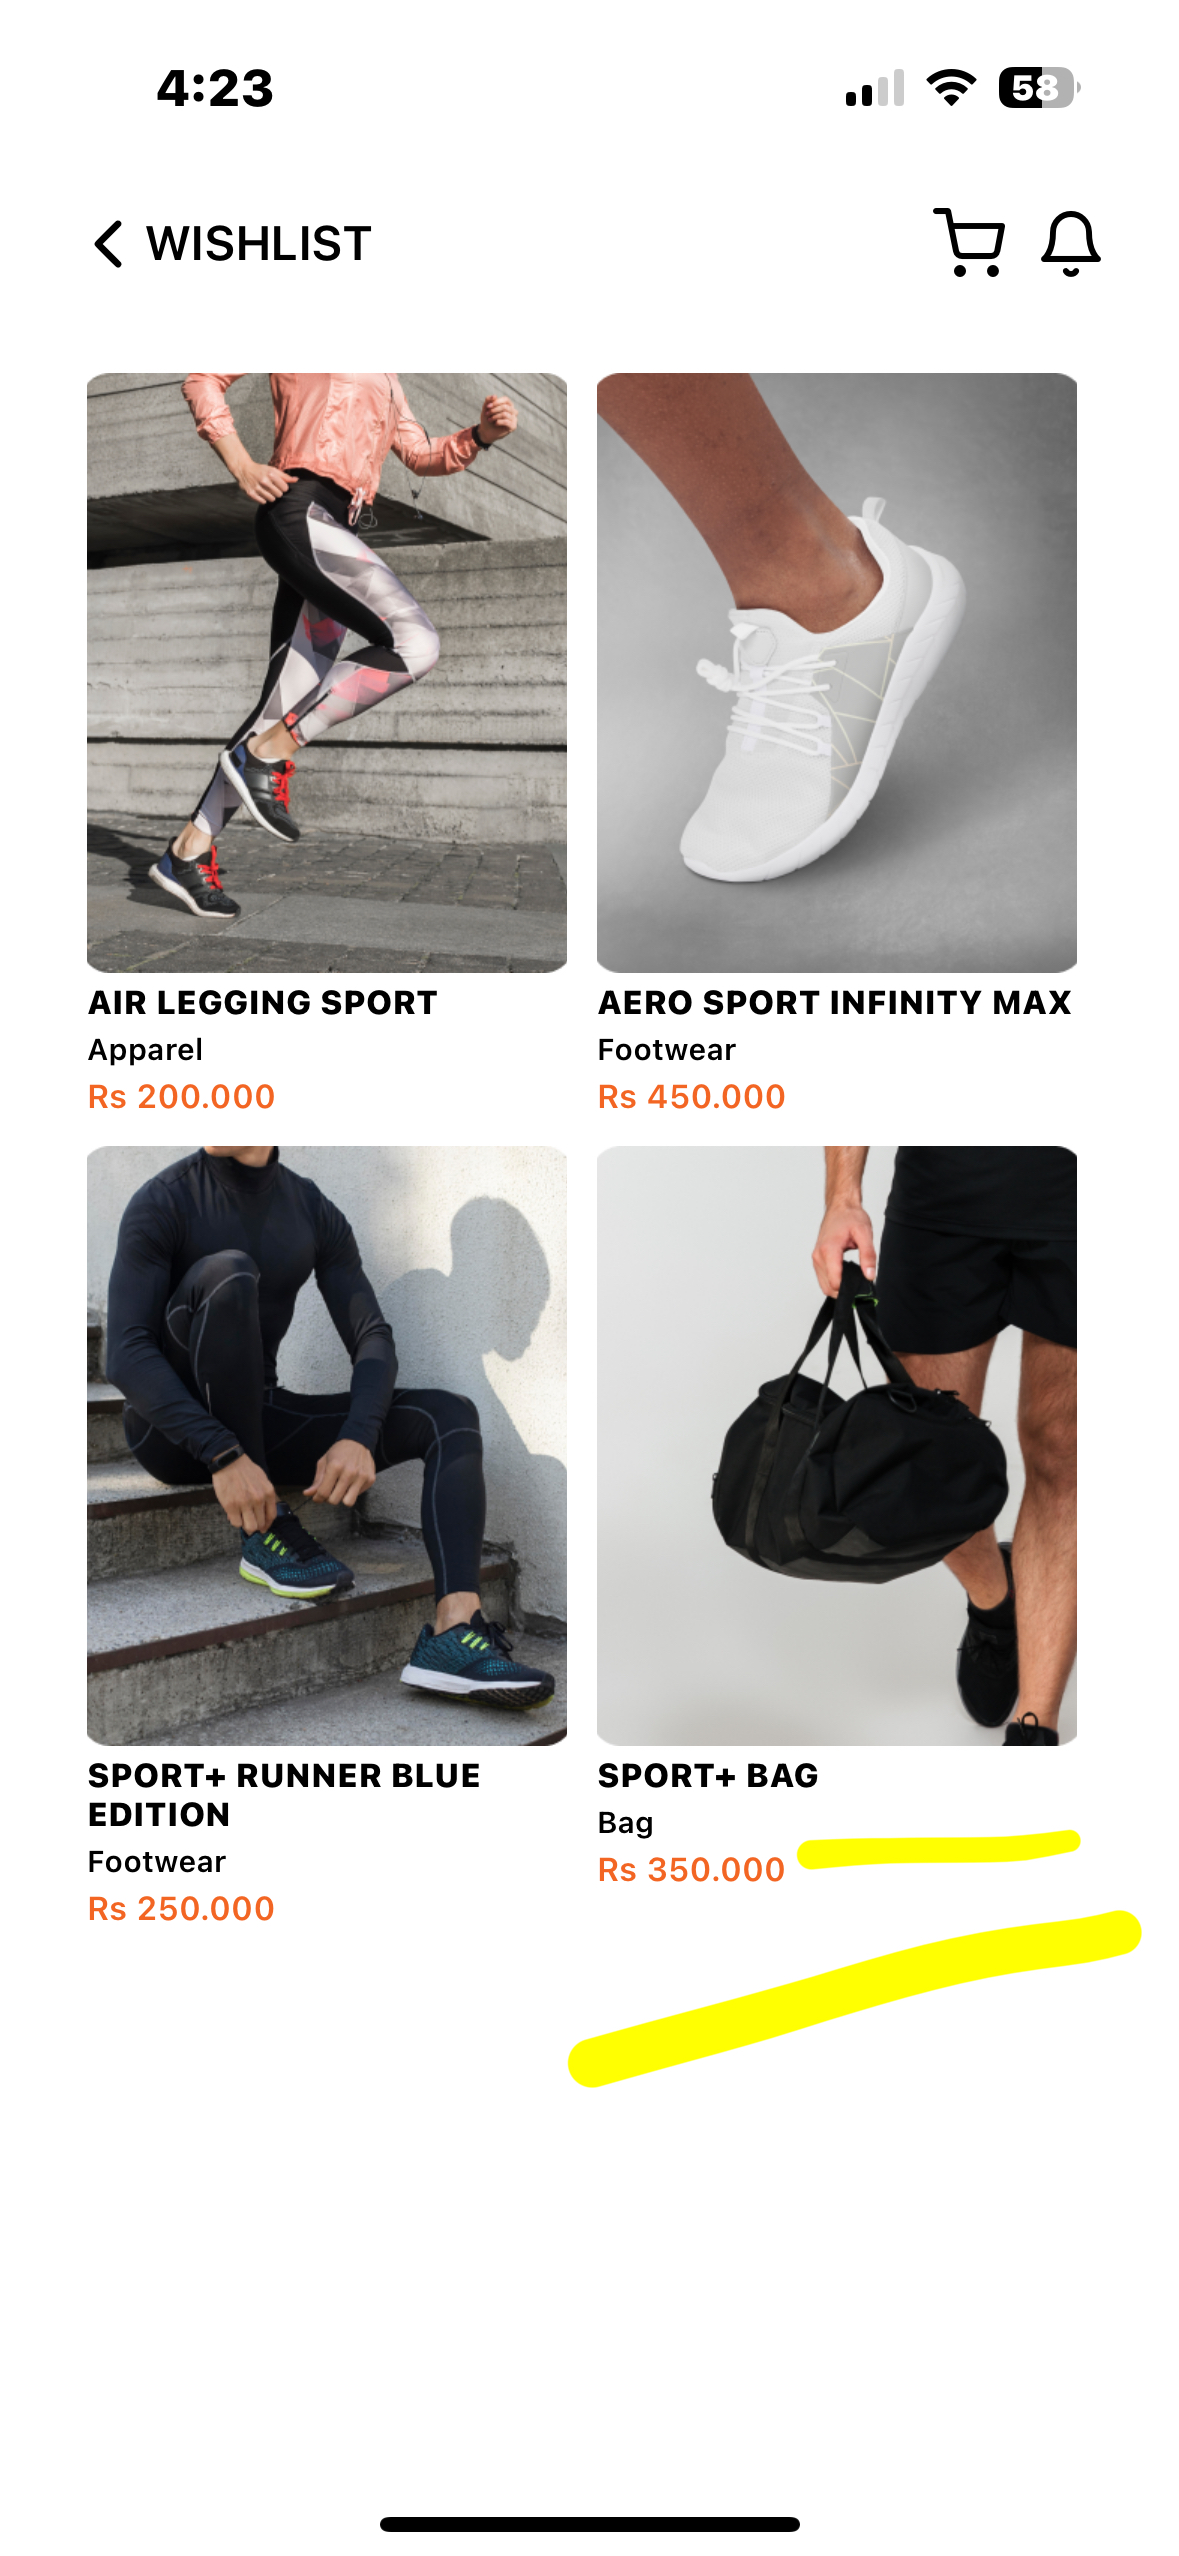 4:23
58
WISHLIST
AIR LEGGING SPORT
Apparel
Rs 200.000
AERO SPORT INFINITY MAX
Footwear
Rs 450.000
SPORT+ RUNNER BLUE
EDITION
Footwear
Rs 250.000
SPORT+ BAG
Bag
Rs 350.000